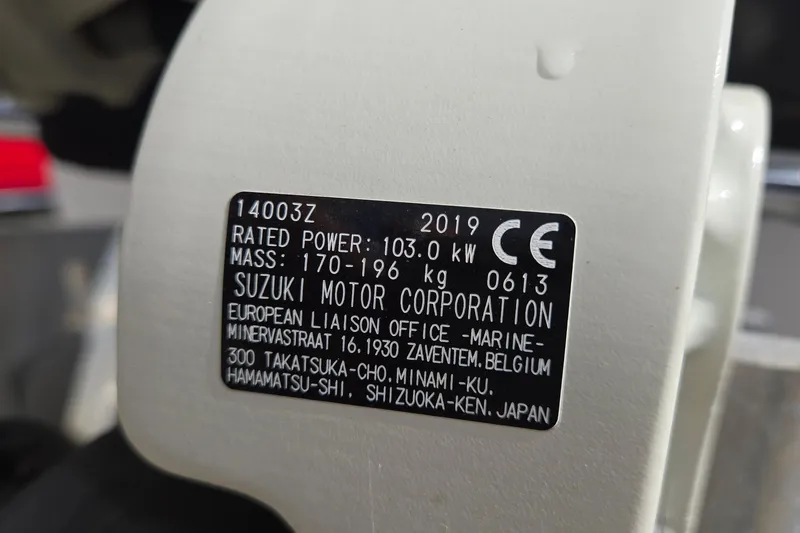 14003Z 2019 CE
RATED POWER: 103.0 kW
MASS: 170-196 kg 0613
SUZUKI MOTOR CORPORATION
EUROPEAN LIAISON OFFICE -MARINE-
MINERVASTRAAT 16.1930 ZAVENTEM.BELGIUM
300 TAKATSUKA-CHO.MINAMI-KU.
HAMAMATSU-SHI. SHIZUOKA-KEN.JAPAN